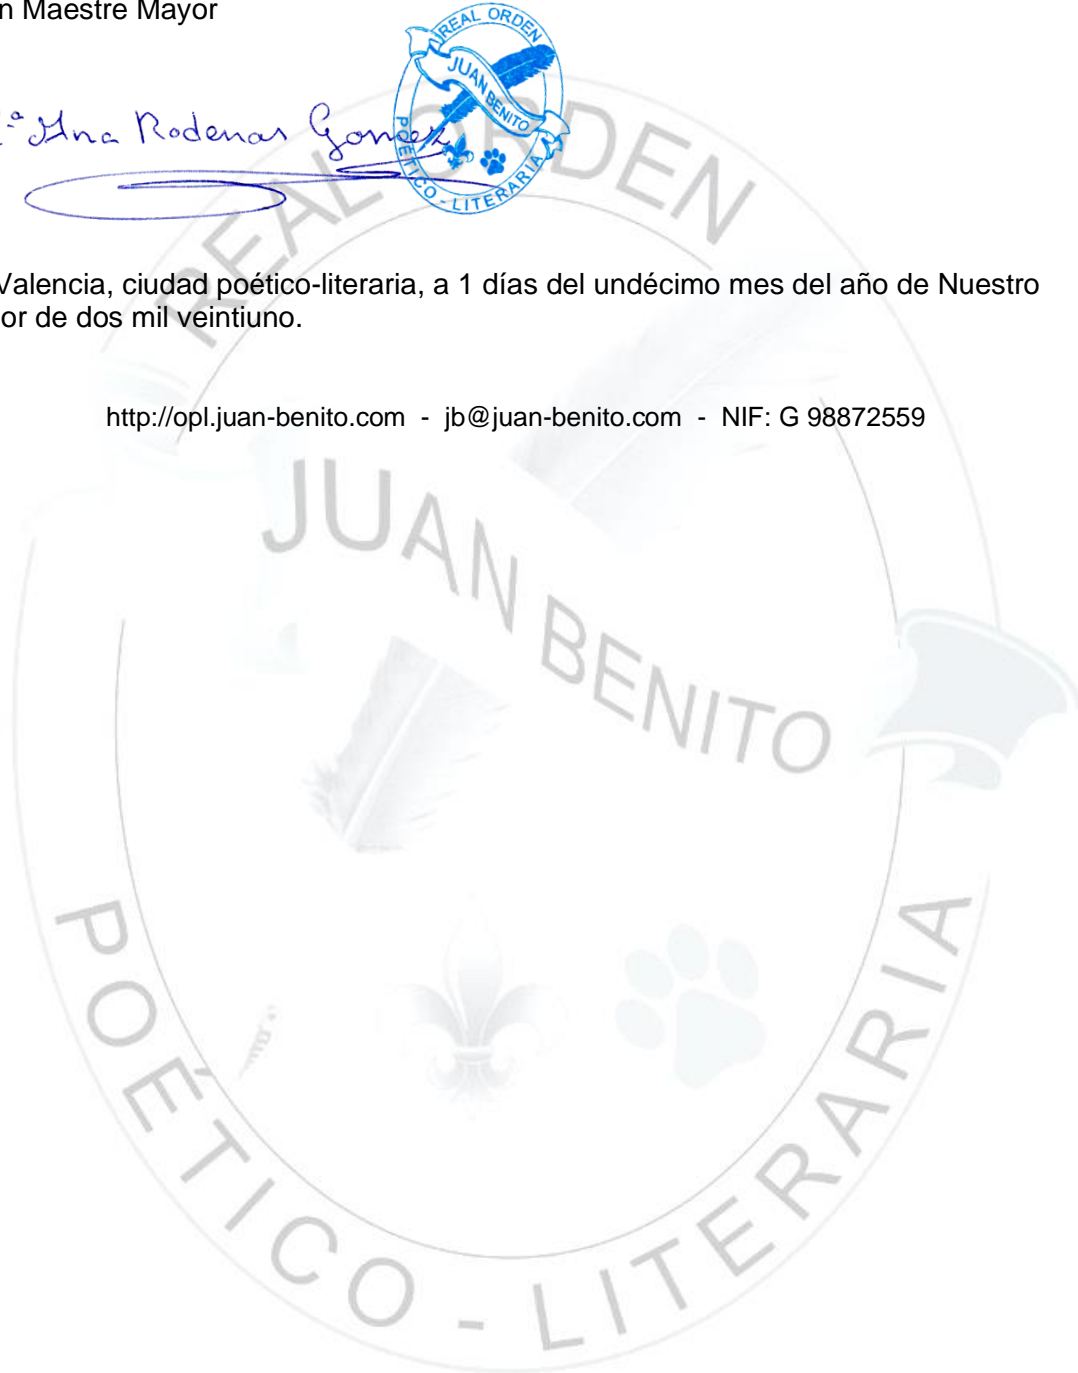 n Maestre Mayor
REAL ORDEN
JUAN BENITO
POÉTICO - LITERARIA
ª Ana Rodenas Gomez
Valencia, ciudad poético-literaria, a 1 días del undécimo mes del año de Nuestro
or de dos mil veintiuno.
http://opl.juan-benito.com - jb@juan-benito.com - NIF: G 98872559
REAL ORDEN
JUAN BENITO
POÉTICO - LITERARIA